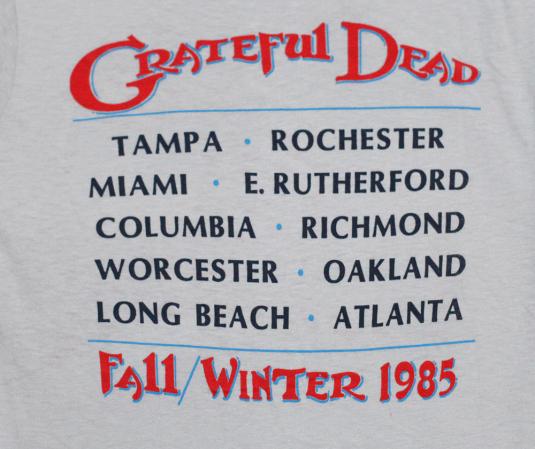 GRATEFUL DEAD
TAMPA • ROCHESTER
MIAMI • E. RUTHERFORD
COLUMBIA • RICHMOND
WORCESTER • OAKLAND
LONG BEACH • ATLANTA
FALL/WINTER 1985